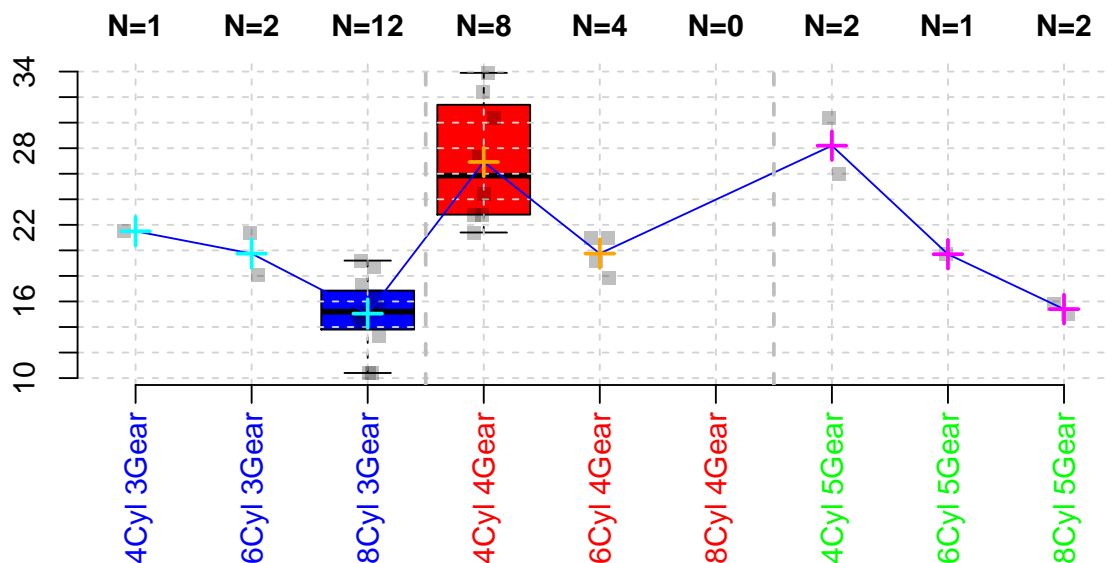 N=1 N=2 N=12 N=8 N=4 N=0 N=2 N=1 N=2
34
28
22
16
10
4Cyl 3Gear
6Cyl 3Gear
8Cyl 3Gear
4Cyl 4Gear
6Cyl 4Gear
8Cyl 4Gear
4Cyl 5Gear
6Cyl 5Gear
8Cyl 5Gear